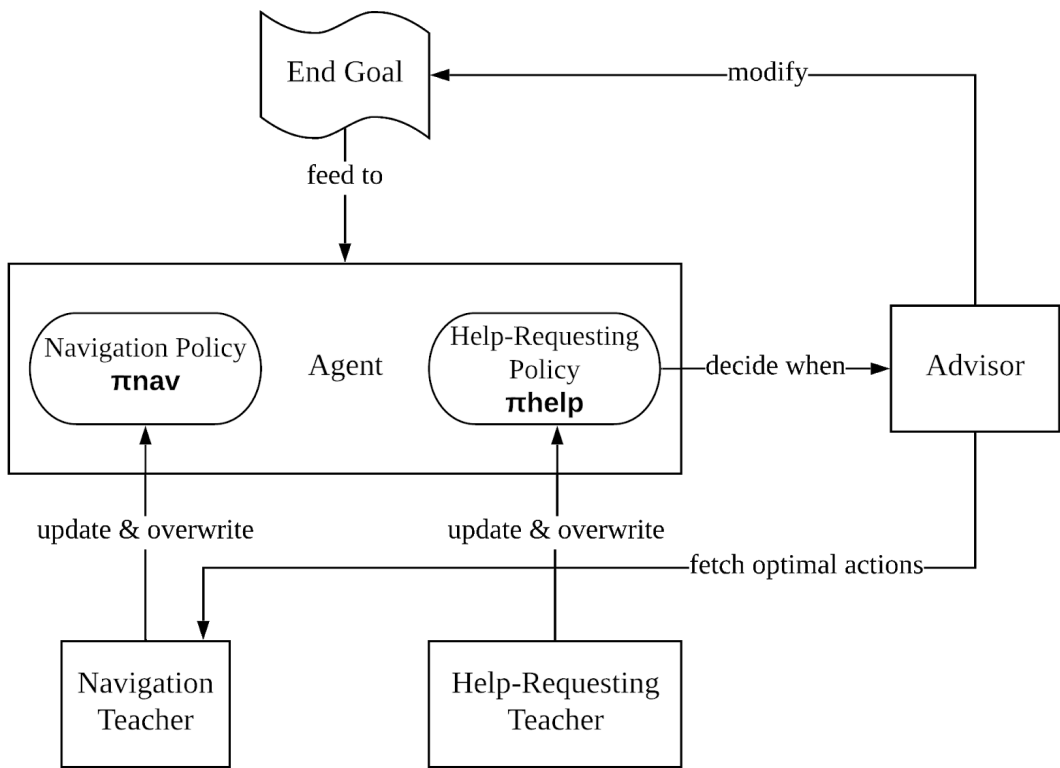 End Goal
modify
feed to
Navigation Policy
πnav
Agent
Help-Requesting
Policy
πhelp
decide when
Advisor
update & overwrite
update & overwrite
fetch optimal actions
Navigation
Teacher
Help-Requesting
Teacher